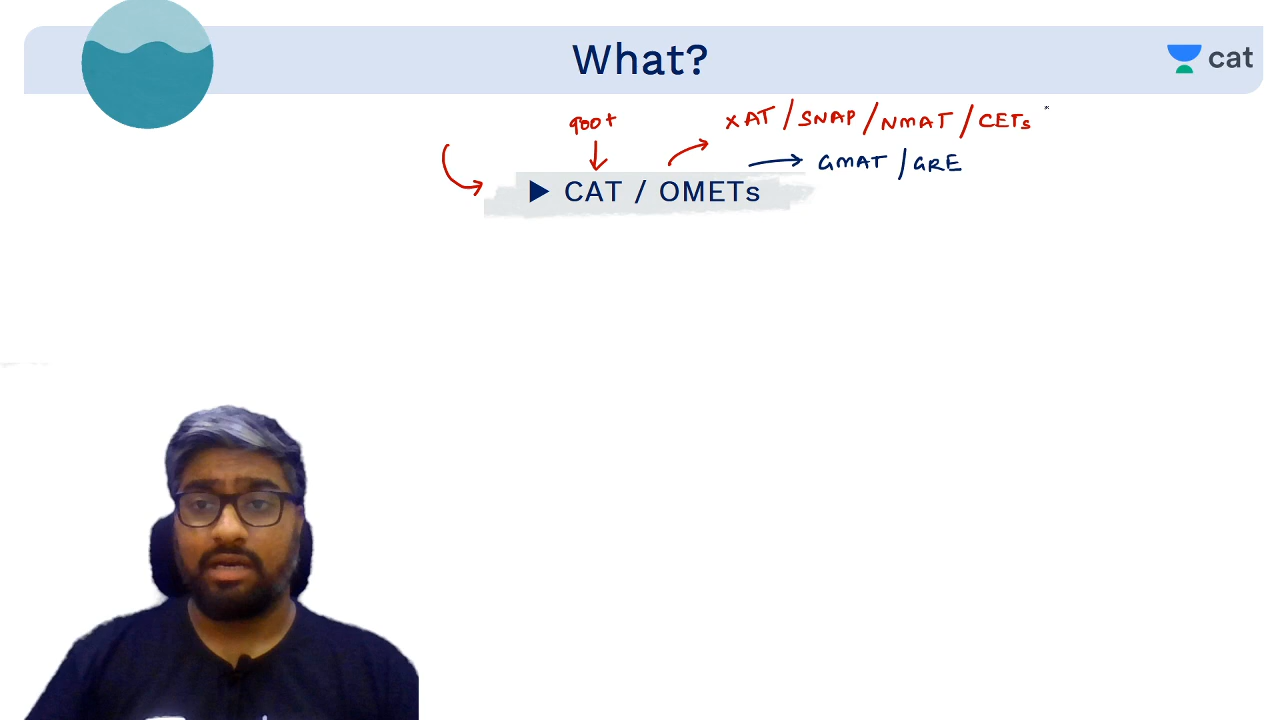 What?
cat
900+
XAT / SNAP / NMAT / CETs
GMAT / GRE
▶ CAT / OMETs